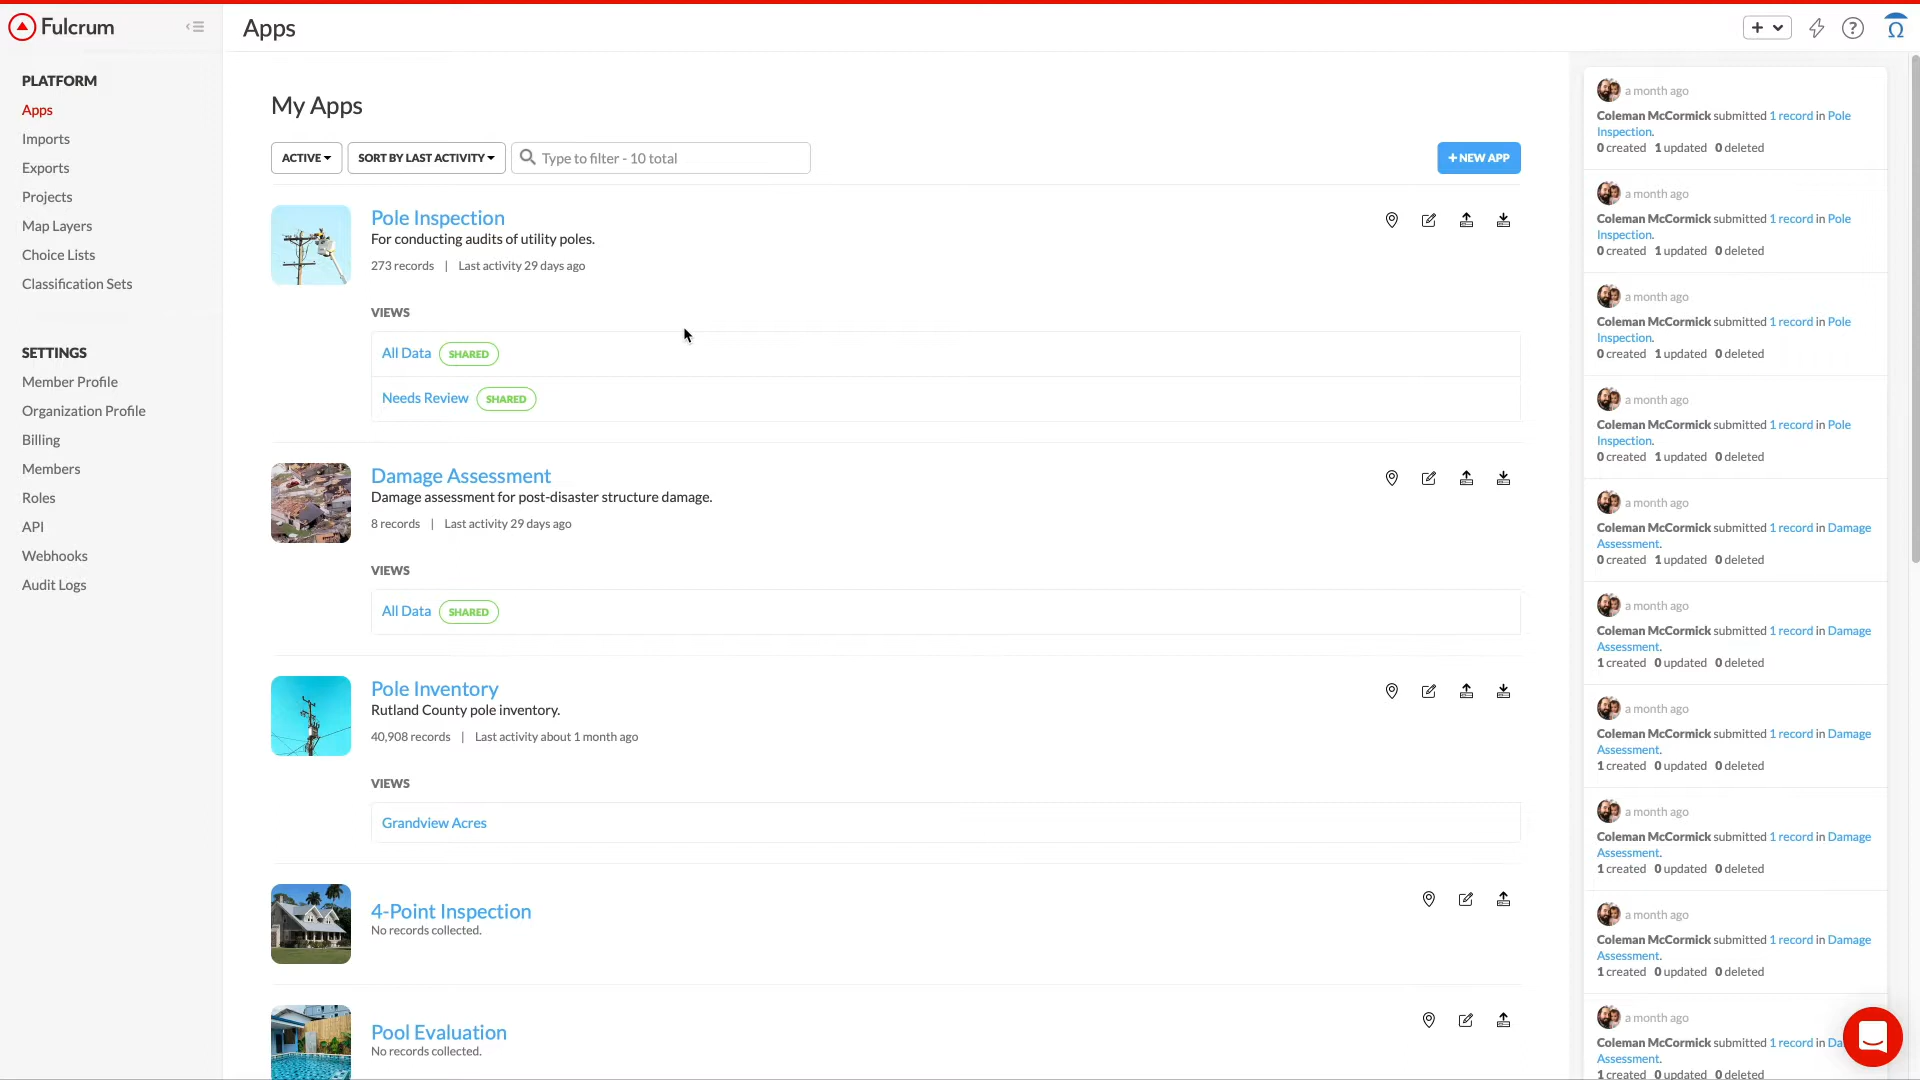 Fulcrum
Apps
PLATFORM
Apps
Imports
Exports
Projects
Map Layers
Choice Lists
Classification Sets
SETTINGS
Member Profile
Organization Profile
Billing
Members
Roles
API
Webhooks
Audit Logs
My Apps
ACTIVE
SORT BY LAST ACTIVITY
Type to filter - 10 total
+ NEW APP
Pole Inspection
For conducting audits of utility poles.
273 records | Last activity 29 days ago
VIEWS
All Data SHARED
Needs Review SHARED
Damage Assessment
Damage assessment for post-disaster structure damage.
8 records | Last activity 29 days ago
VIEWS
All Data SHARED
Pole Inventory
Rutland County pole inventory.
40,908 records | Last activity about 1 month ago
VIEWS
Grandview Acres
4-Point Inspection
No records collected.
Pool Evaluation
No records collected.
a month ago
Coleman McCormick submitted 1 record in Pole
Inspection.
0 created 1 updated 0 deleted
a month ago
Coleman McCormick submitted 1 record in Pole
Inspection.
0 created 1 updated 0 deleted
a month ago
Coleman McCormick submitted 1 record in Pole
Inspection.
0 created 1 updated 0 deleted
a month ago
Coleman McCormick submitted 1 record in Pole
Inspection.
0 created 1 updated 0 deleted
a month ago
Coleman McCormick submitted 1 record in Damage
Assessment.
0 created 1 updated 0 deleted
a month ago
Coleman McCormick submitted 1 record in Damage
Assessment.
1 created 0 updated 0 deleted
a month ago
Coleman McCormick submitted 1 record in Damage
Assessment.
1 created 0 updated 0 deleted
a month ago
Coleman McCormick submitted 1 record in Damage
Assessment.
1 created 0 updated 0 deleted
a month ago
Coleman McCormick submitted 1 record in Damage
Assessment.
1 created 0 updated 0 deleted
a month ago
Coleman McCormick submitted 1 record in Da
Assessment.
1 created 0 updated 0 deleted